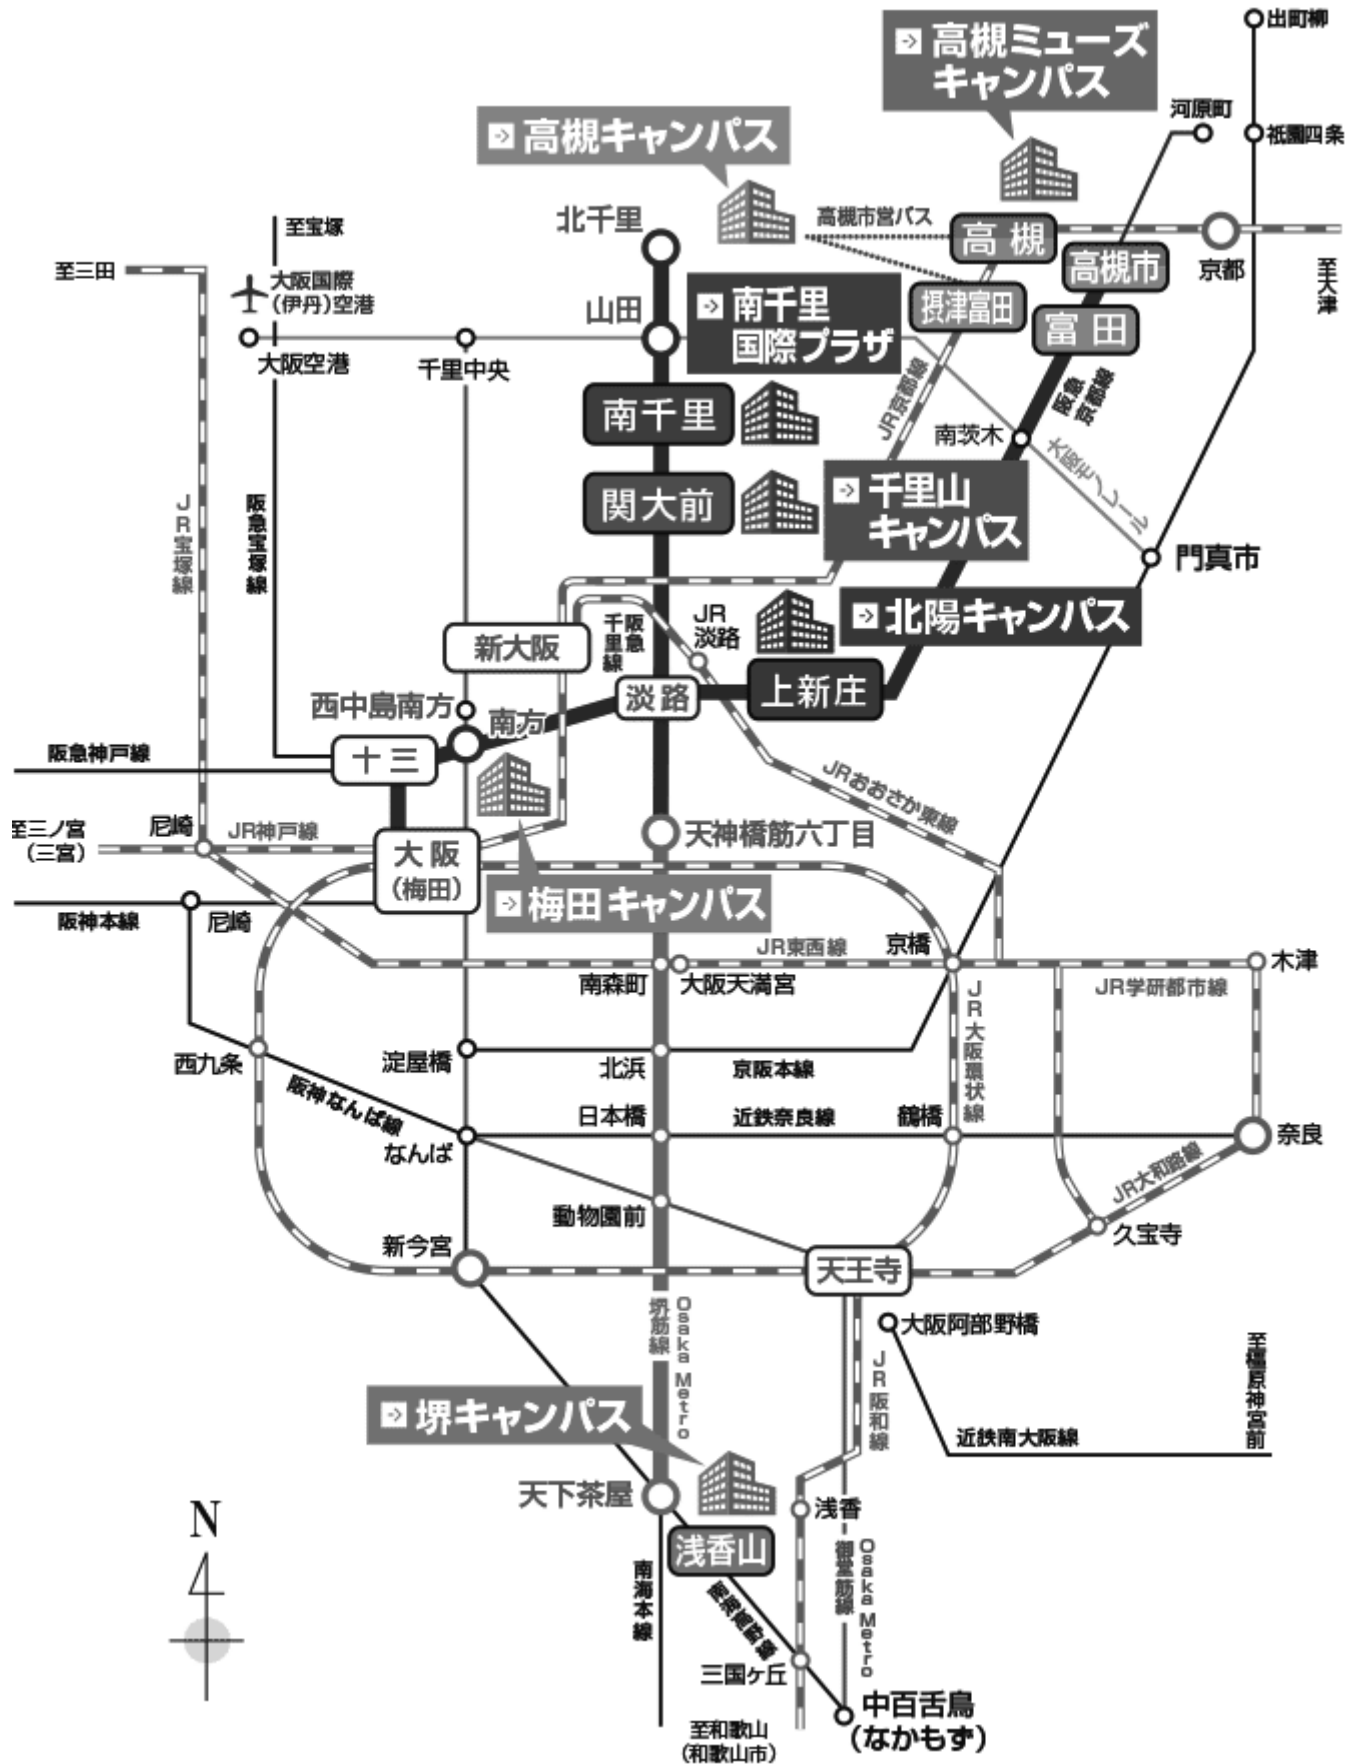 出町柳
高槻ミューズ
キャンパス
河原町
祇園四条
高槻キャンパス
高槻市営バス
北千里
高槻
高槻市
京都
至大津
至宝塚
至三田
大阪国際
(伊丹)空港
山田
南千里
国際プラザ
摂津富田
富田
大阪空港
千里中央
JR京都線
阪急
京都線
南千里
南茨木
大阪モノレール
関大前
千里山
キャンパス
JR宝塚線
阪急宝塚線
門真市
北陽キャンパス
JR
淡路
阪急
千里線
新大阪
淡路
上新庄
西中島南方
南方
十三
阪急神戸線
JRおおさか東線
至三ノ宮
(三宮)
尼崎
JR神戸線
天神橋筋六丁目
大阪
(梅田)
梅田キャンパス
阪神本線
尼崎
JR東西線
京橋
木津
南森町
大阪天満宮
JR学研都市線
JR大阪環状線
西九条
淀屋橋
北浜
京阪本線
阪神なんば線
日本橋
近鉄奈良線
鶴橋
なんば
奈良
JR大和路線
動物園前
久宝寺
新今宮
天王寺
Osaka Metro
堺筋線
大阪阿部野橋
至橿原神宮前
JR阪和線
堺キャンパス
近鉄南大阪線
天下茶屋
浅香
N
浅香山
Osaka Metro
御堂筋線
南海本線
南海高野線
三国ヶ丘
中百舌鳥
(なかもず)
至和歌山
(和歌山市)